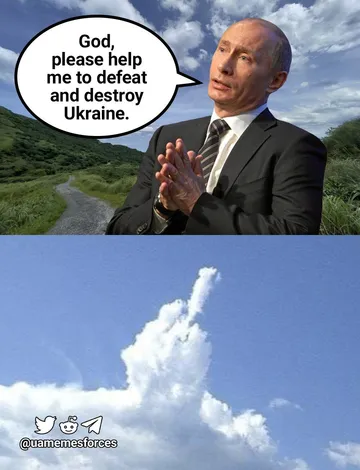 God,
please help
me to defeat
and destroy
Ukraine.
@uamemesforces